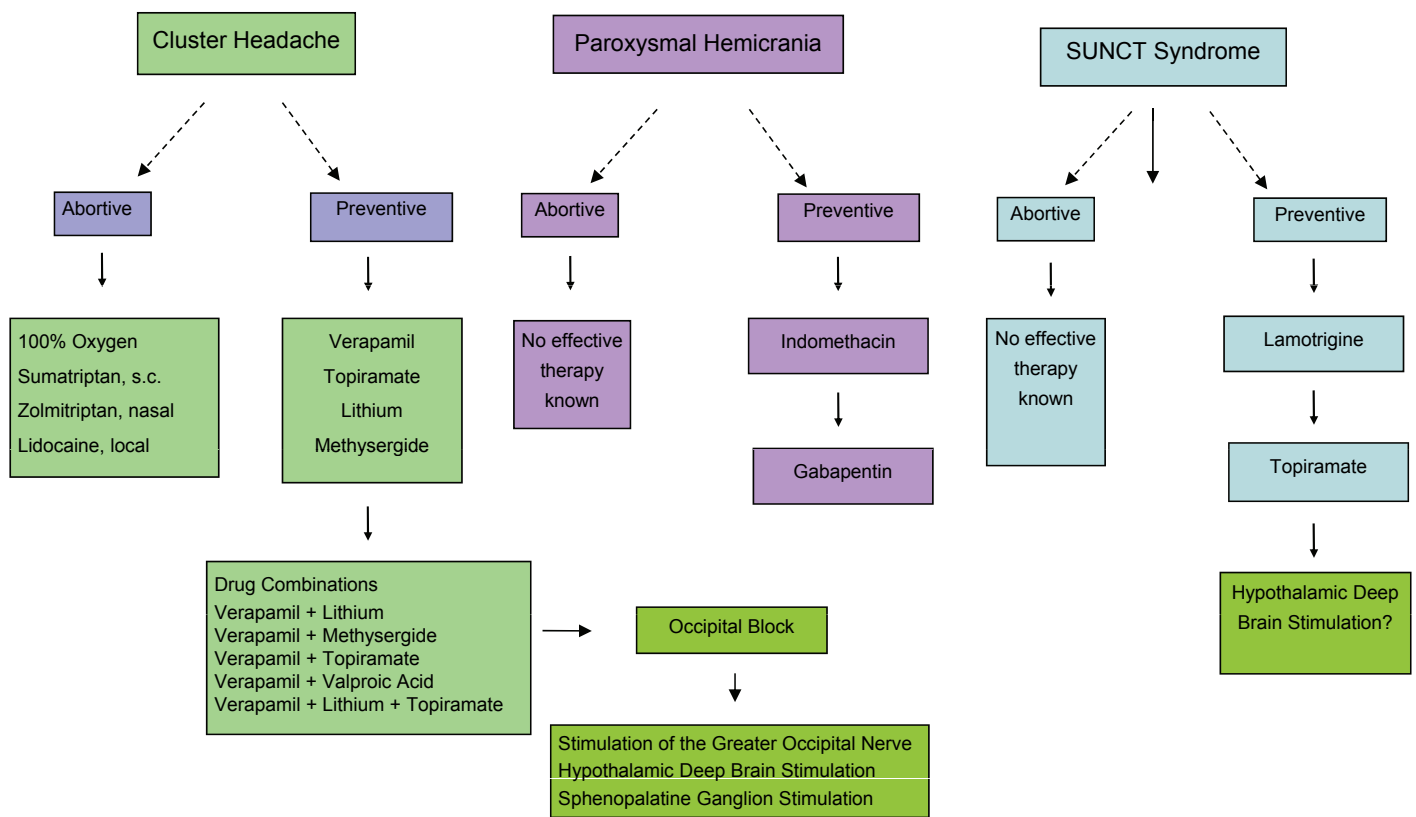 Cluster Headache
Paroxysmal Hemicrania
SUNCT Syndrome
Abortive
Preventive
Abortive
Preventive
Abortive
Preventive
100% Oxygen
Sumatriptan, s.c.
Zolmitriptan, nasal
Lidocaine, local
Verapamil
Topiramate
Lithium
Methysergide
No effective
therapy
known
Indomethacin
Gabapentin
No effective
therapy
known
Lamotrigine
Topiramate
Hypothalamic Deep
Brain Stimulation?
Drug Combinations
Verapamil + Lithium
Verapamil + Methysergide
Verapamil + Topiramate
Verapamil + Valproic Acid
Verapamil + Lithium + Topiramate
Occipital Block
Stimulation of the Greater Occipital Nerve
Hypothalamic Deep Brain Stimulation
Sphenopalatine Ganglion Stimulation